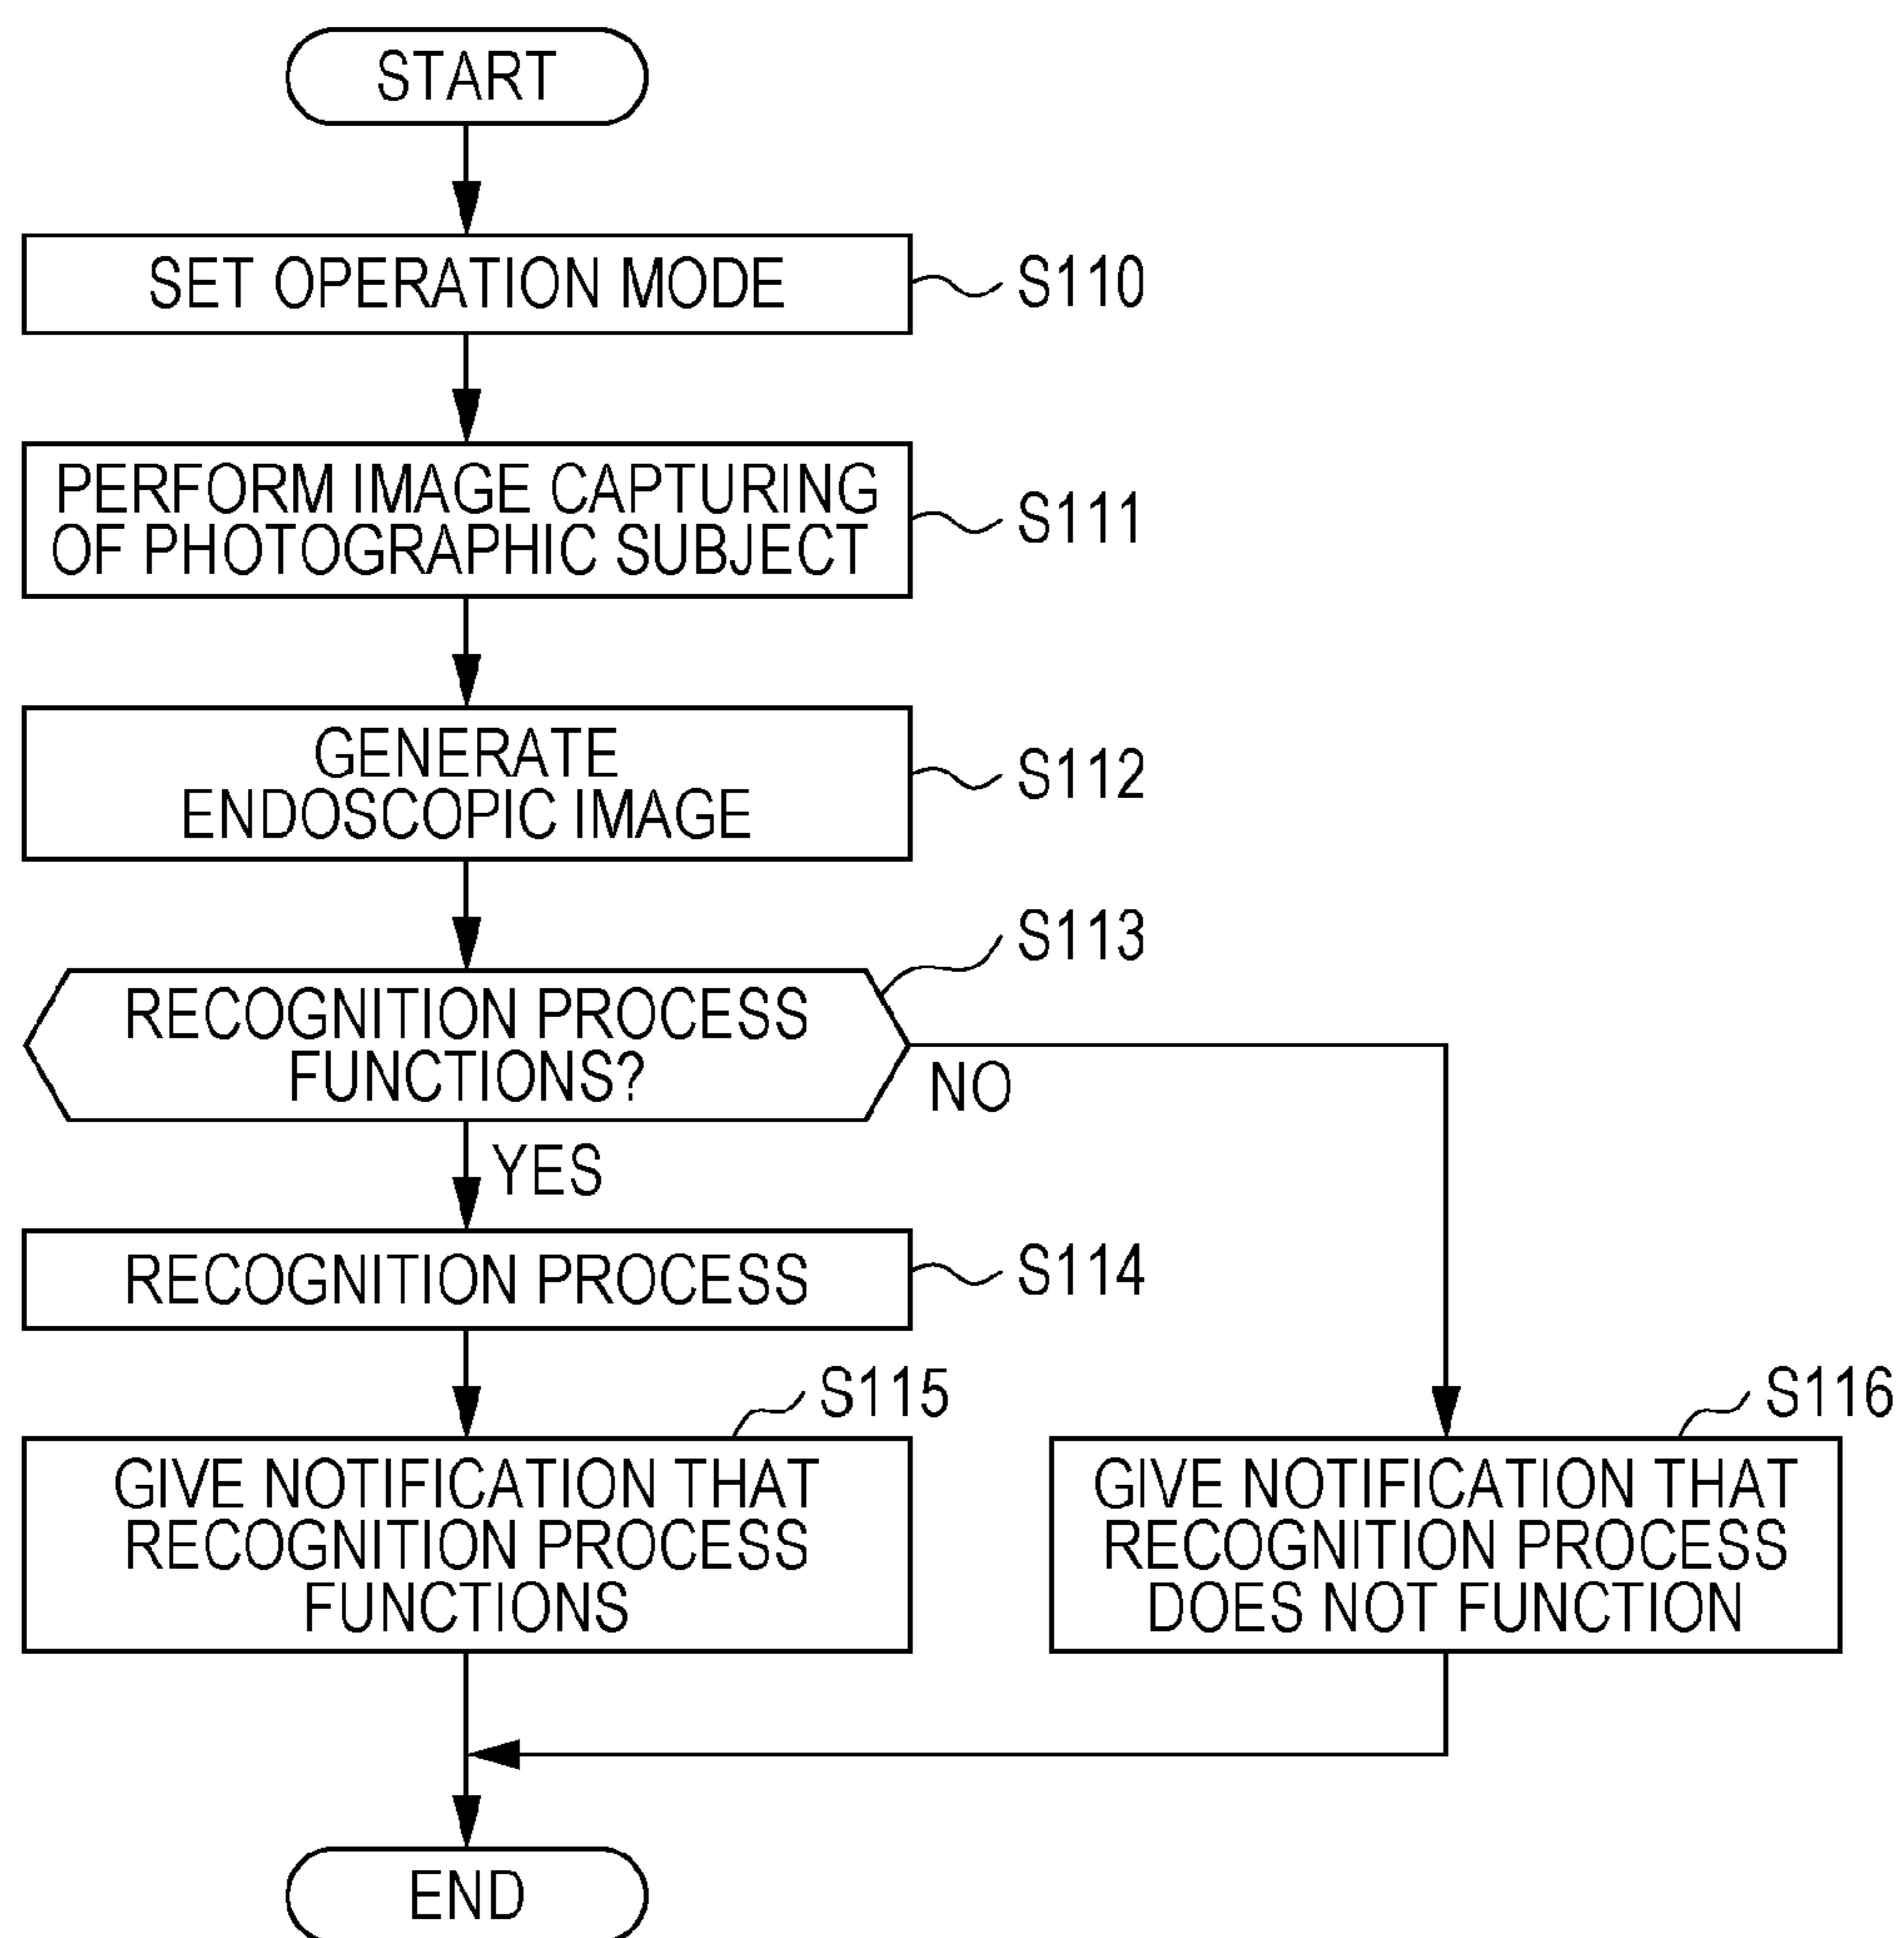 START
SET OPERATION MODE
S110
PERFORM IMAGE CAPTURING
OF PHOTOGRAPHIC SUBJECT
S111
GENERATE
ENDOSCOPIC IMAGE
S112
S113
RECOGNITION PROCESS
FUNCTIONS?
NO
YES
RECOGNITION PROCESS
S114
S115
GIVE NOTIFICATION THAT
RECOGNITION PROCESS
FUNCTIONS
S116
GIVE NOTIFICATION THAT
RECOGNITION PROCESS
DOES NOT FUNCTION
END